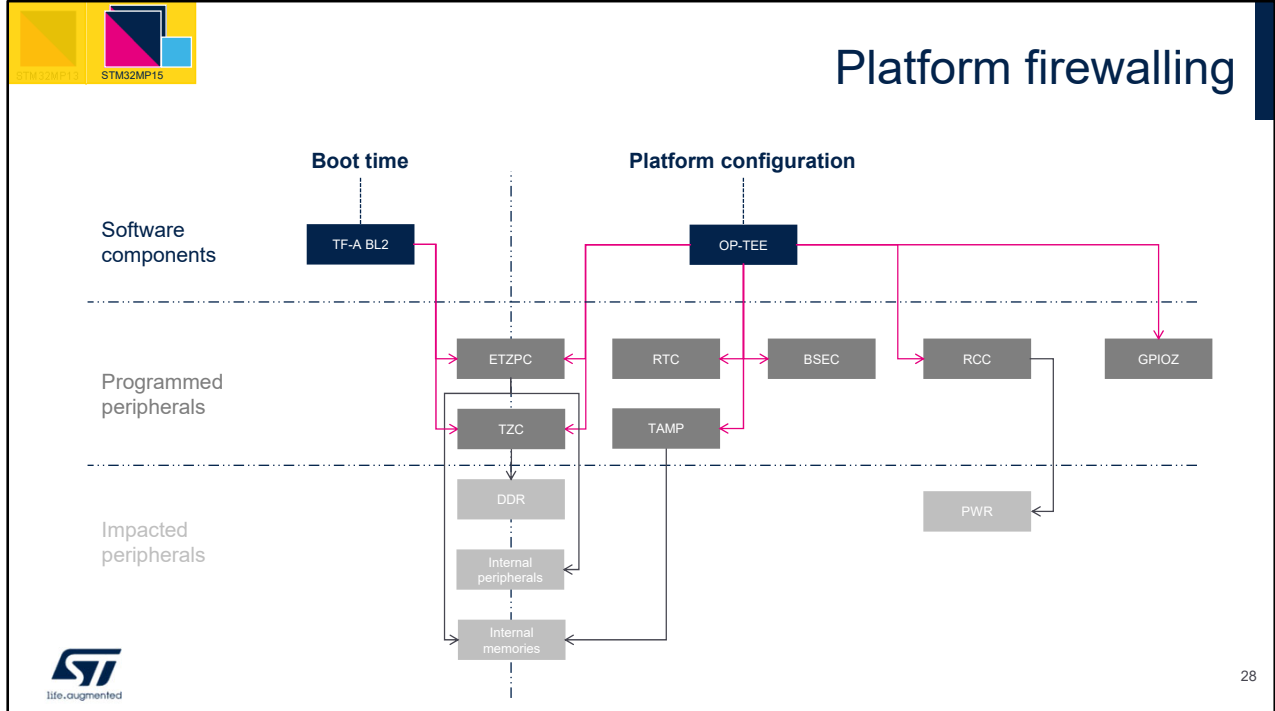 STM32MP13
STM32MP15
Platform firewalling
Boot time
Platform configuration
Software
components
TF-A BL2
OP-TEE
Programmed
peripherals
ETZPC
RTC
BSEC
RCC
GPIOZ
TZC
TAMP
Impacted
peripherals
DDR
PWR
Internal
peripherals
Internal
memories
ST
life.augmented
28